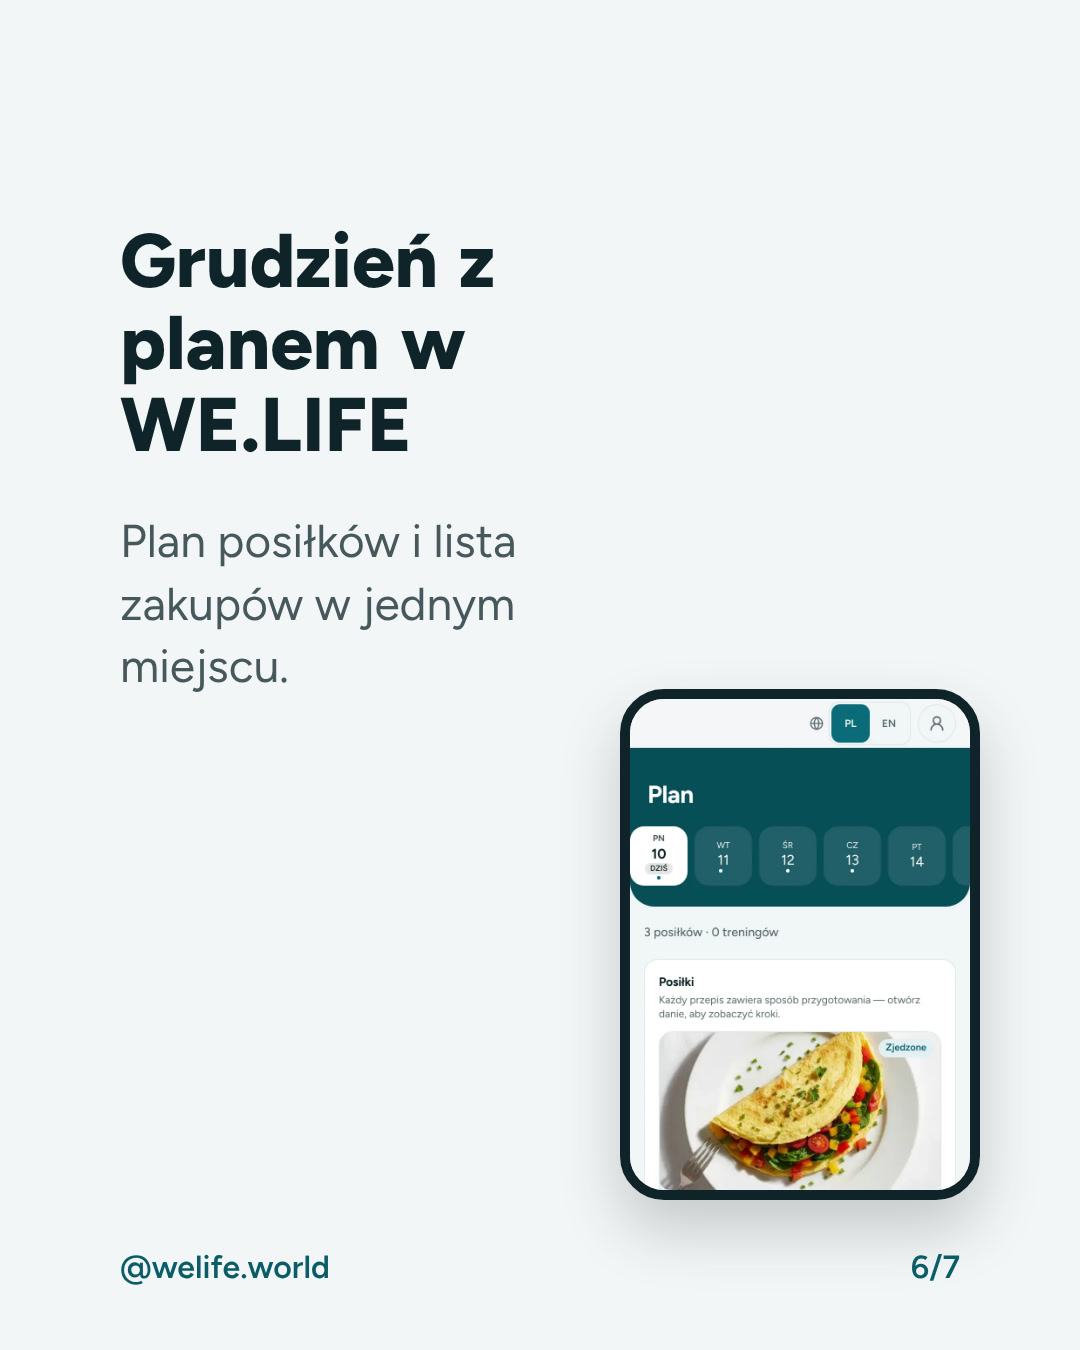 Grudzień z
planem w
WE.LIFE
Plan posiłków i lista
zakupów w jednym
miejscu.
PL EN
Plan
PN WT ŚR CZ PT
10 11 12 13 14
DZIŚ
3 posiłków · 0 treningów
Posiłki
Każdy przepis zawiera sposób przygotowania — otwórz
danie, aby zobaczyć kroki.
Zjedzone
@welife.world 6/7